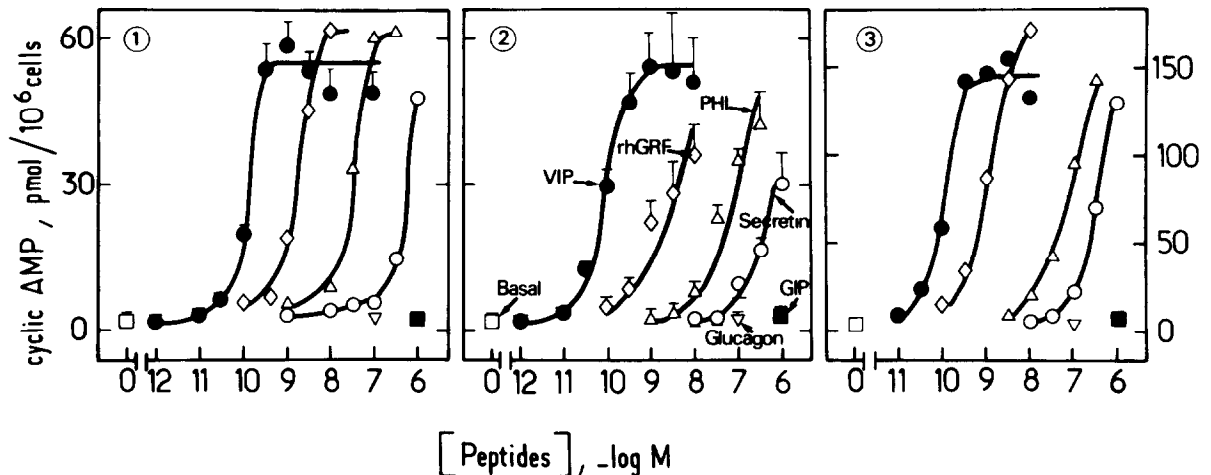 ① ② ③
cyclic AMP, pmol/10⁶ cells
60
30
0
150
100
50
0
VIP
rhGRF
PHI
Secretin
Basal
GIP
Glucagon
0 12 11 10 9 8 7 6
0 12 11 10 9 8 7 6
0 11 10 9 8 7 6
[Peptides], -log M